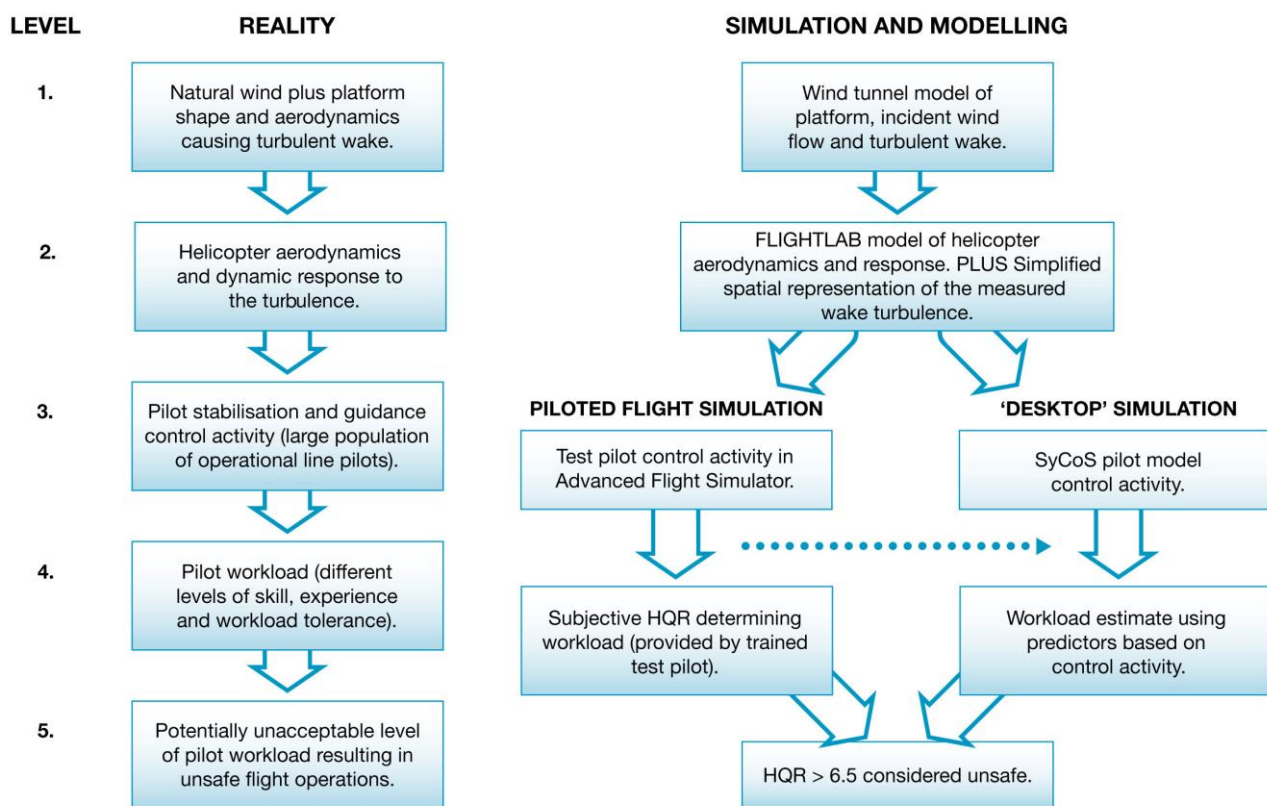 LEVEL
REALITY
SIMULATION AND MODELLING
1.
Natural wind plus platform
shape and aerodynamics
causing turbulent wake.
Wind tunnel model of
platform, incident wind
flow and turbulent wake.
2.
Helicopter aerodynamics
and dynamic response to
the turbulence.
FLIGHTLAB model of helicopter
aerodynamics and response. PLUS Simplified
spatial representation of the measured
wake turbulence.
3.
Pilot stabilisation and guidance
control activity (large population
of operational line pilots).
PILOTED FLIGHT SIMULATION
Test pilot control activity in
Advanced Flight Simulator.
‘DESKTOP’ SIMULATION
SyCoS pilot model
control activity.
4.
Pilot workload (different
levels of skill, experience
and workload tolerance).
Subjective HQR determining
workload (provided by trained
test pilot).
Workload estimate using
predictors based on
control activity.
5.
Potentially unacceptable level
of pilot workload resulting in
unsafe flight operations.
HQR > 6.5 considered unsafe.